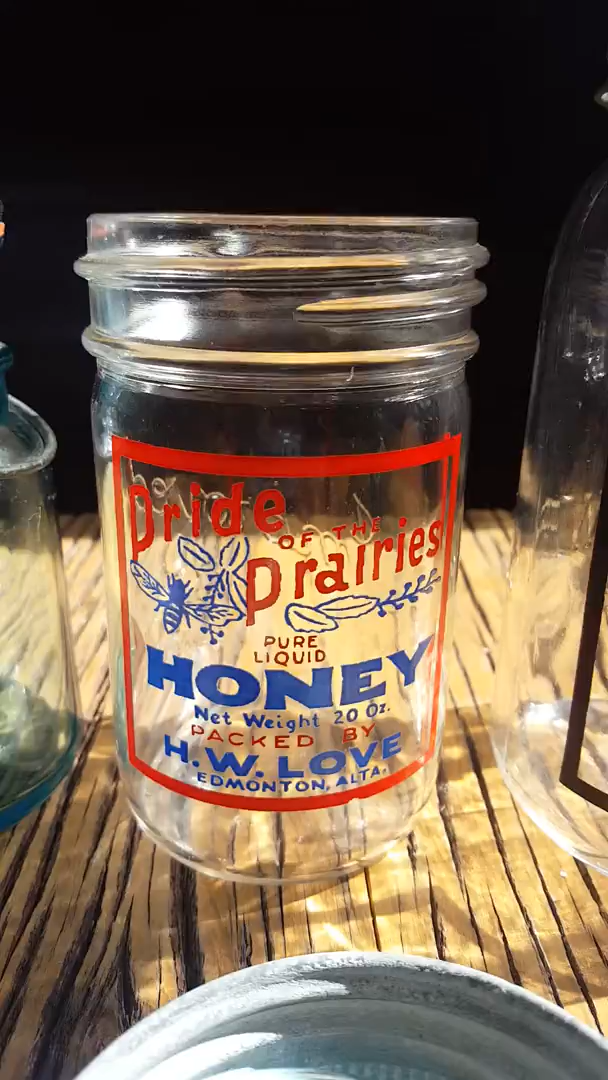 Pride
OF THE
Prairies
PURE
LIQUID
HONEY
Net Weight 20 Oz.
PACKED BY
H.W. LOVE
EDMONTON, ALTA.